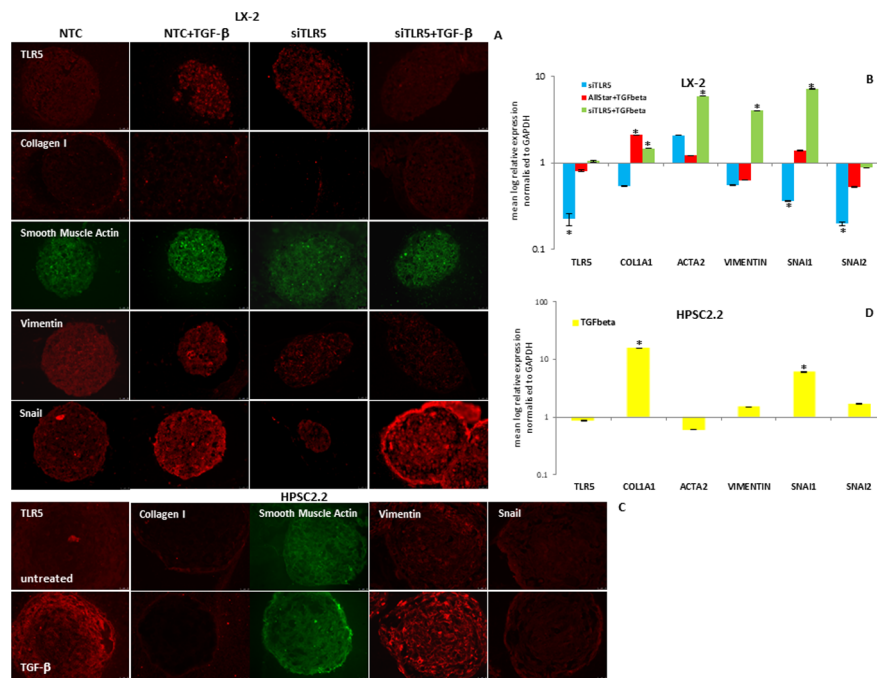 LX-2
NTC NTC+TGF-β siTLR5 siTLR5+TGF-β
A
TLR5
Collagen I
Smooth Muscle Actin
Vimentin
Snail
B
LX-2
siTLR5
AllStar+TGFbeta
siTLR5+TGFbeta
mean log relative expression
normalised to GAPDH
10
1
0.1
* * * * * * * *
TLR5 COL1A1 ACTA2 VIMENTIN SNAI1 SNAI2
D
HPSC2.2
TGFbeta
mean log relative expression
normalised to GAPDH
100
10
1
0.1
* *
TLR5 COL1A1 ACTA2 VIMENTIN SNAI1 SNAI2
HPSC2.2
C
TLR5 Collagen I Smooth Muscle Actin Vimentin Snail
untreated
TGF-β